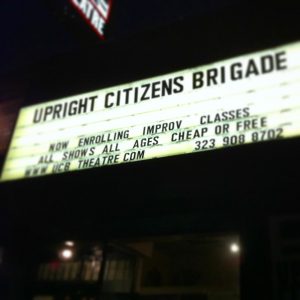 UPRIGHT CITIZENS BRIGADE
NOW ENROLLING IMPROV CLASSES
ALL SHOWS ALL AGES CHEAP OR FREE
WWW.UCB THEATRE.COM 323 908 8702